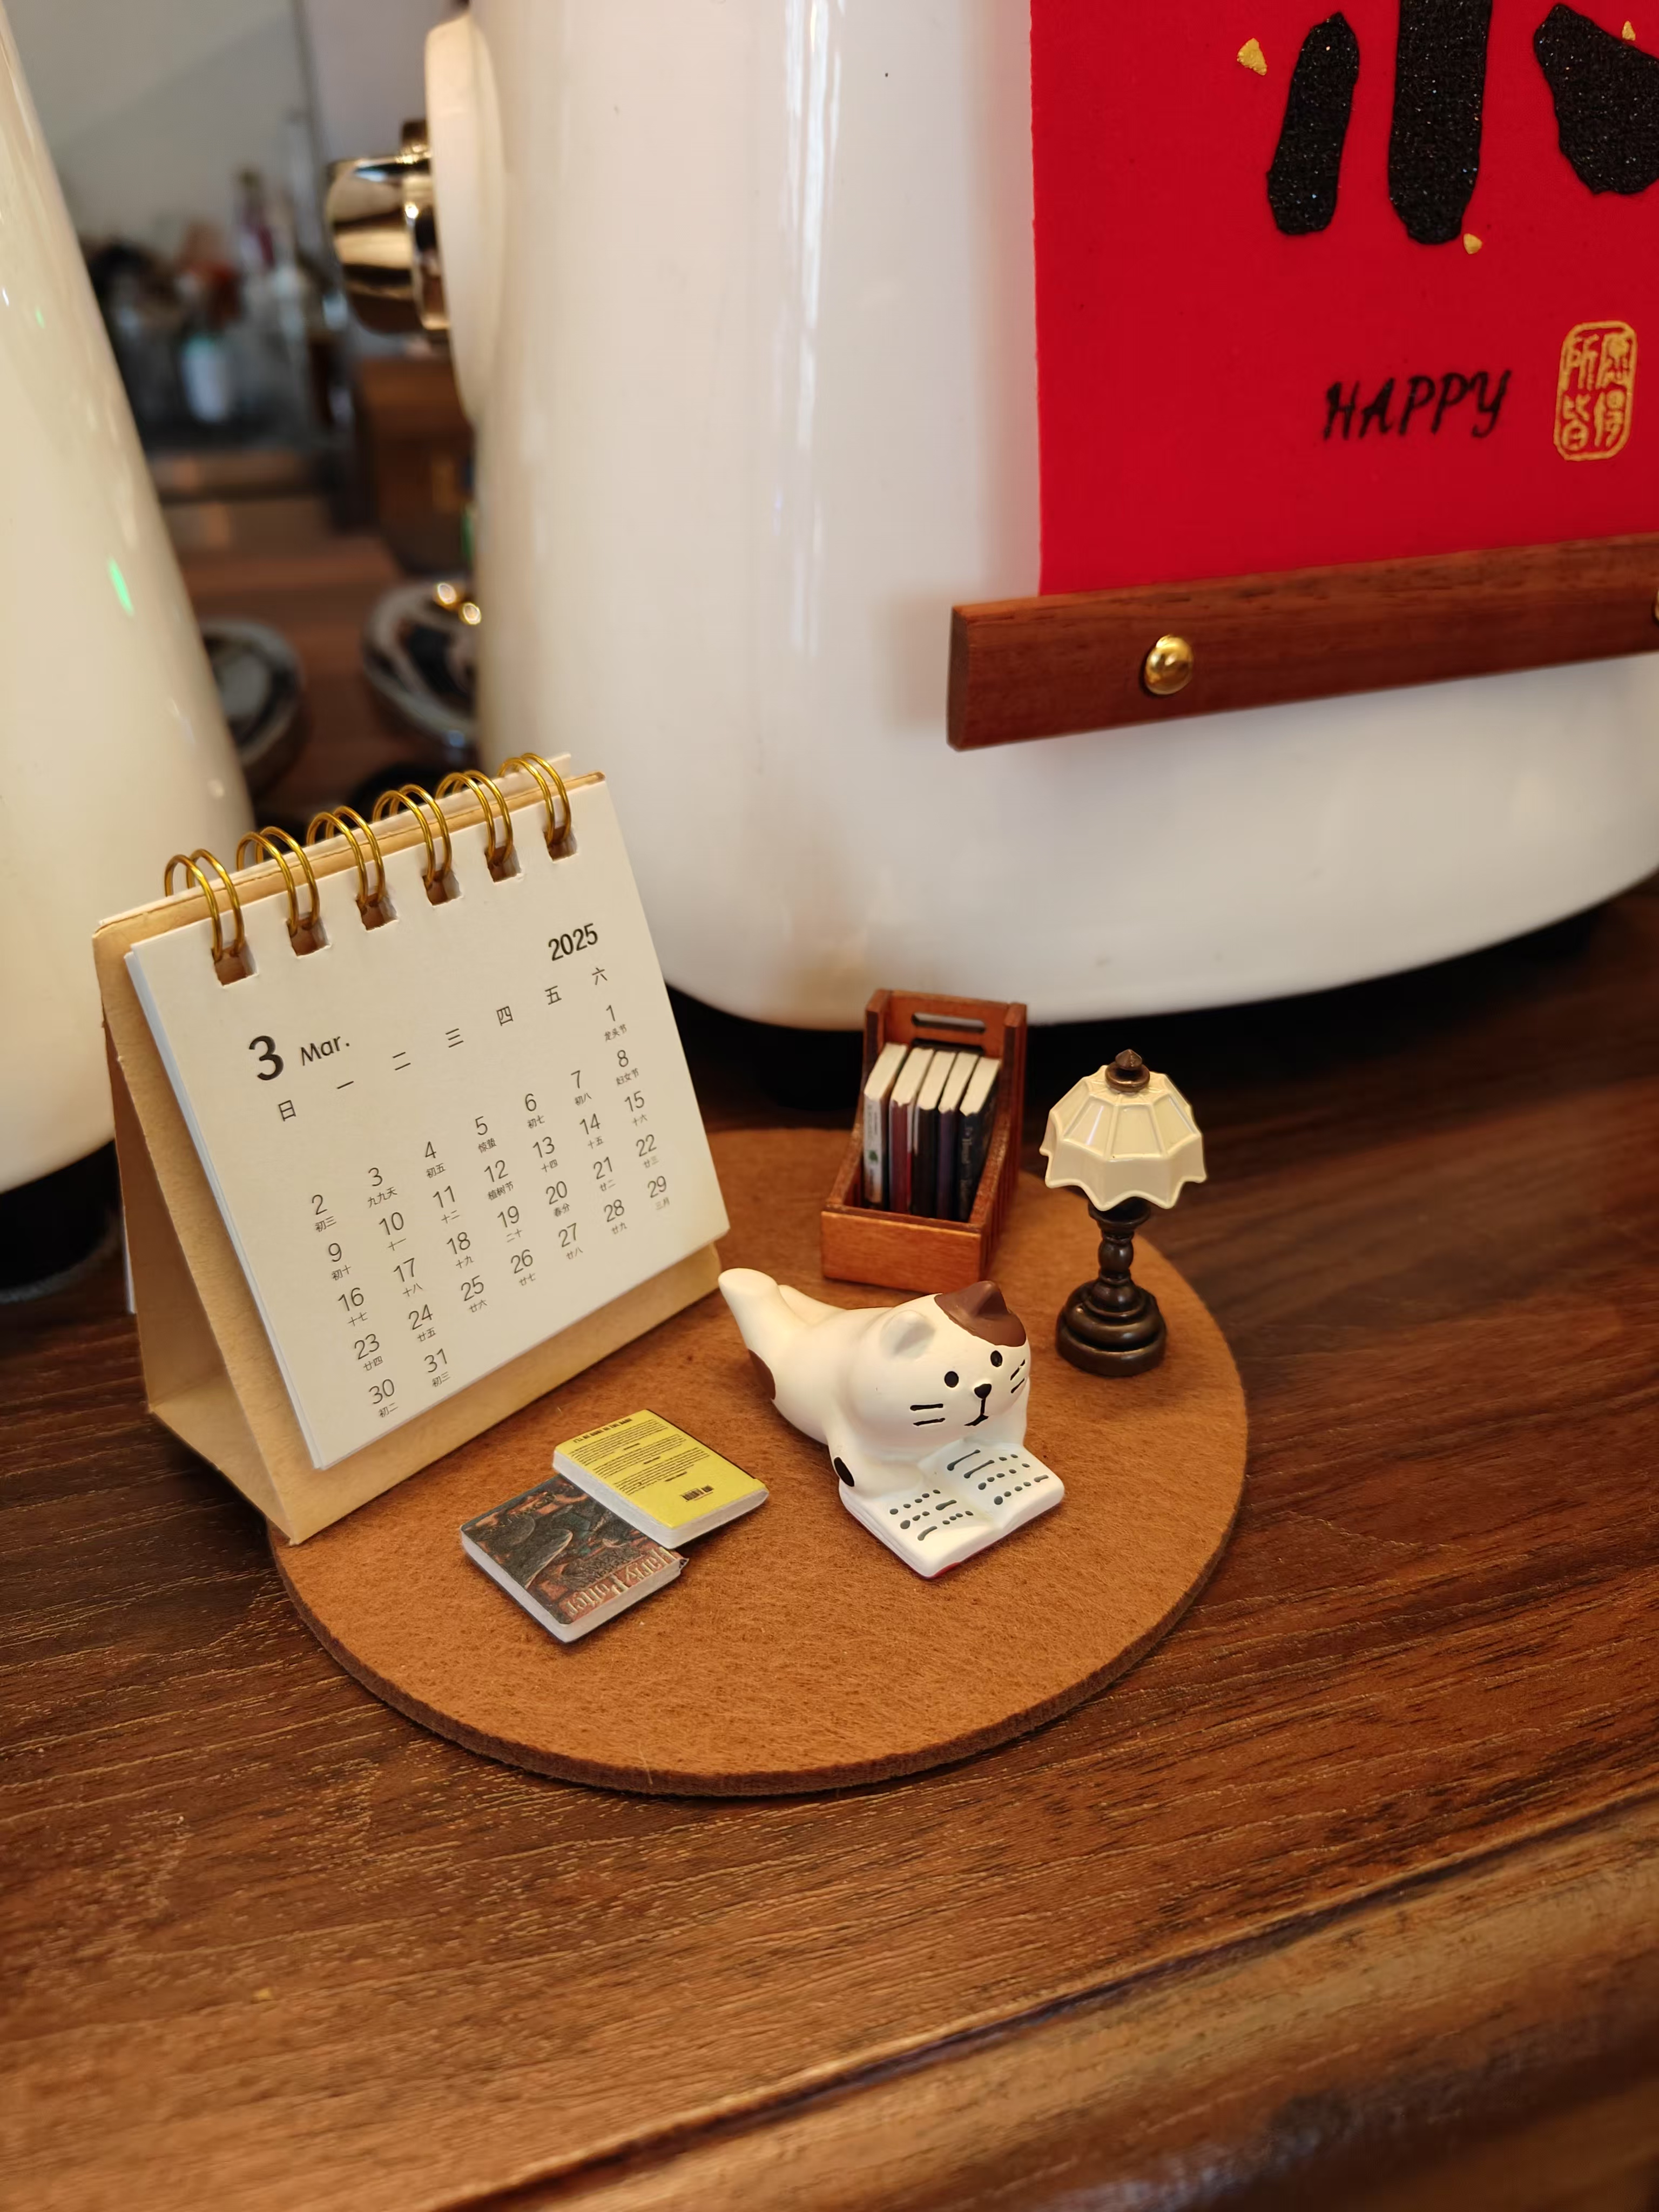 HAPPY
愿得
所皆
2025
3 Mar.
日 一 二 三 四 五 六
1
龙头节
2 3 4 5 6 7 8
初三 九九天 初五 惊蛰 初七 初八 妇女节
9 10 11 12 13 14 15
初十 十一 十二 植树节 十四 十五 十六
16 17 18 19 20 21 22
十七 十八 十九 二十 春分 廿二 廿三
23 24 25 26 27 28 29
廿四 廿五 廿六 廿七 廿八 廿九 三月
30 31
初二 初三
Harry Potter